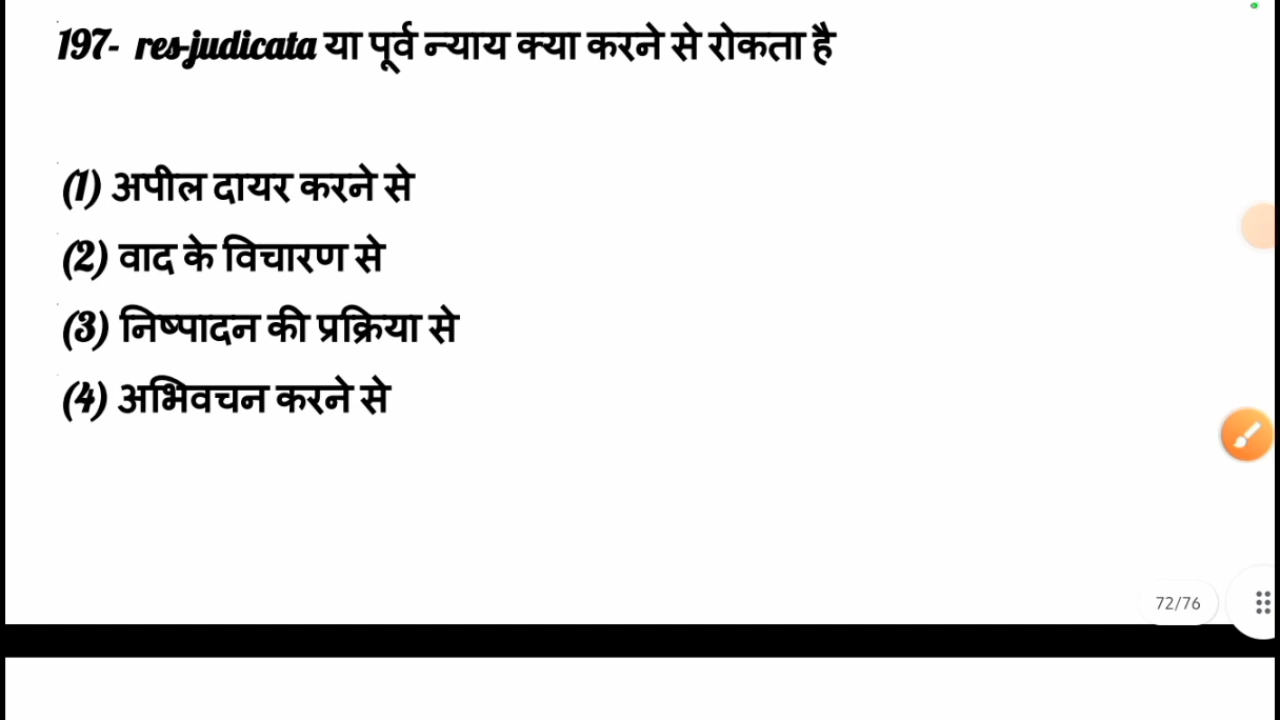 197- res-judicata या पूर्व न्याय क्या करने से रोकता है
(1) अपील दायर करने से
(2) वाद के विचारण से
(3) निष्पादन की प्रक्रिया से
(4) अभिवचन करने से
72/76